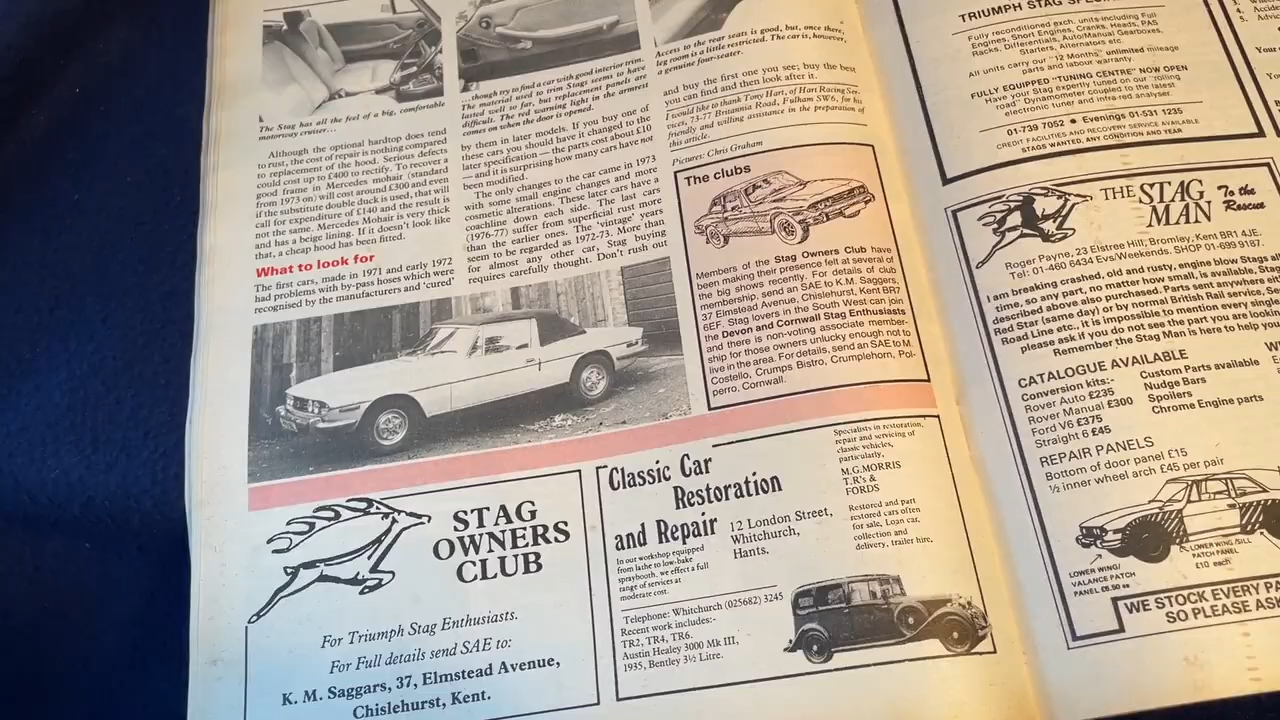 The Stag has all the feel of a big, comfortable
motorway cruiser...
Although the optional hardtop does tend
to rust, the cost of repair is nothing compared
to replacement of the hood. Serious defects
could cost up to £400 to rectify. To recover a
good frame in Mercedes mohair (standard
from 1973 on) will cost around £300 and even
if the substitute double duck is used, that will
call for expenditure of £140 and the result is
not the same. Mercedes Mohair is very thick
and has a beige lining. If it doesn't look like
that, a cheap hood has been fitted.
What to look for
The first cars, made in 1971 and early 1972
had problems with by-pass hoses which were
recognised by the manufacturers and 'cured'
...though try to find a car with good interior trim.
The material used to trim Stags seems to have
lasted well so far, but replacement panels are
difficult. The red warning light in the armrest
comes on when the door is opened.
by them in later models. If you buy one of
these cars you should have it changed to the
later specification — the parts cost about £10
— and it is surprising how many cars have not
been modified.
The only changes to the car came in 1973
with some small engine changes and more
cosmetic alterations. These later cars have a
coachline down each side. The last cars
(1976-77) suffer from superficial rust more
than the earlier ones. The 'vintage' years
seem to be regarded as 1972-73. More than
for almost any other car, Stag buying
requires carefully thought. Don't rush out
Access to the rear seats is good, but, once there,
leg room is a little restricted. The car is, however,
a genuine four-seater.
and buy the first one you see; buy the best
you can find and then look after it.
I would like to thank Tony Hart, of Hart Racing Ser-
vices, 73-77 Britannia Road, Fulham SW6, for his
friendly and willing assistance in the preparation of
this article.
Pictures: Chris Graham
The clubs
Members of the Stag Owners Club have
been making their presence felt at several of
the big shows recently. For details of club
membership, send an SAE to K.M. Saggers,
37 Elmstead Avenue, Chislehurst, Kent BR7
6EF. Stag lovers in the South West can join
the Devon and Cornwall Stag Enthusiasts
and there is non-voting associate member-
ship for those owners unlucky enough not to
live in the area. For details, send an SAE to M.
Costello, Crumps Bistro, Crumplehorn, Pol-
perro, Cornwall.
STAG
OWNERS
CLUB
For Triumph Stag Enthusiasts.
For Full details send SAE to:
K. M. Saggars, 37, Elmstead Avenue,
Chislehurst, Kent.
Classic Car
Restoration
and Repair
12 London Street,
Whitchurch,
Hants.
In our workshop equipped
from lathe to low-bake
spraybooth, we effect a full
range of services at
moderate cost.
Telephone: Whitchurch (025682) 3245
Recent work includes:-
TR2, TR4, TR6.
Austin Healey 3000 Mk III,
1935, Bentley 3½ Litre.
Specialists in restoration,
repair and servicing of
classic vehicles,
particularly,
M.G.MORRIS
T.R's &
FORDS
Restored and part
restored cars often
for sale, Loan car,
collection and
delivery, trailer hire.
TRIUMPH STAG
Fully reconditioned exch. units-including Full
Engines, Short Engines, Cranks, Heads, PAS
Racks, Differentials, Auto/Manual Gearboxes,
Starters, Alternators etc.
All units carry our "12 Months" unlimited mileage
parts and labour warranty.
FULLY EQUIPPED "TUNING CENTRE" NOW OPEN
Have your Stag expertly tuned on our "rolling
road" Dynamometer coupled to the latest
electronic tuner and infra-red analyser.
01-739 7052 ● Evenings 01-531 1235
CREDIT FACILITIES AND RECOVERY SERVICE AVAILABLE
STAGS WANTED, ANY CONDITION AND YEAR
4.
5.
THE STAG
MAN
To the
Rescue
Roger Payne, 23 Elstree Hill, Bromley, Kent BR1 4JE.
Tel: 01-460 6434 Evs/Weekends. SHOP 01-699 9187.
I am breaking crashed, old and rusty, engine blow Stags all
time, so any part, no matter how small, is available, Stags
described above also purchased. Parts sent anywhere
Red Star (same day) or by normal British Rail service,
Road Line etc., It is impossible to mention every single
please ask if you do not see the part you are looking
Remember, the Stag Man is here to help you
CATALOGUE AVAILABLE
Conversion kits:-
Rover Auto £235
Rover Manual £300
Ford V6 £375
Straight 6 £45
Custom Parts available
Nudge Bars
Spoilers
Chrome Engine parts
REPAIR PANELS
Bottom of door panel £15
½ inner wheel arch £45 per pair
LOWER WING/
VALANCE PATCH
PANEL £5.50 ea
LOWER WING/SILL
PATCH PANEL
£10 each
WE STOCK EVERY
SO PLEASE ASK